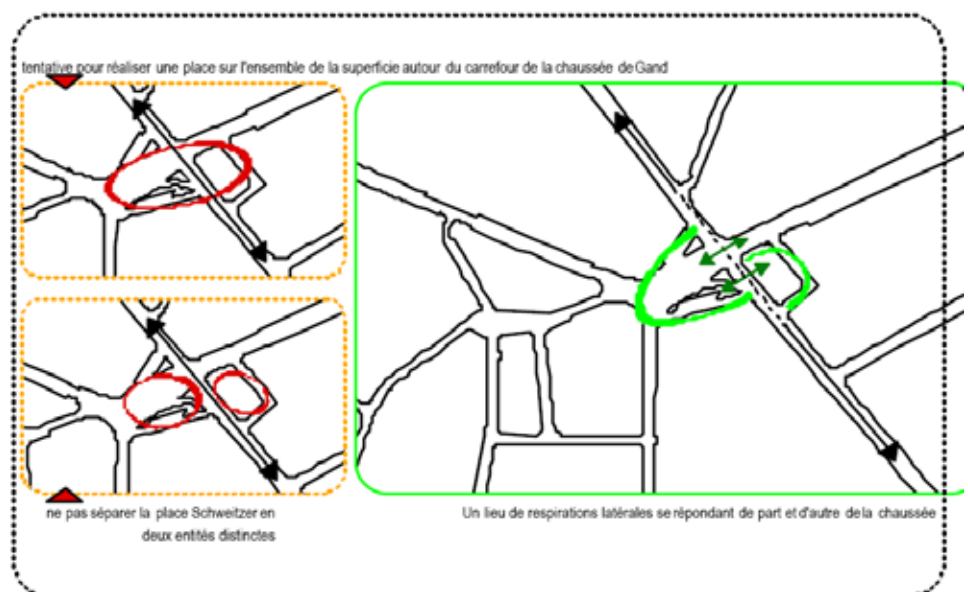 tentative pour réaliser une place sur l'ensemble de la superficie autour du carrefour de la chaussée de Gand
ne pas séparer la place Schweitzer en
deux entités distinctes
Un lieu de respirations latérales se répondant de part et d'autre de la chaussée